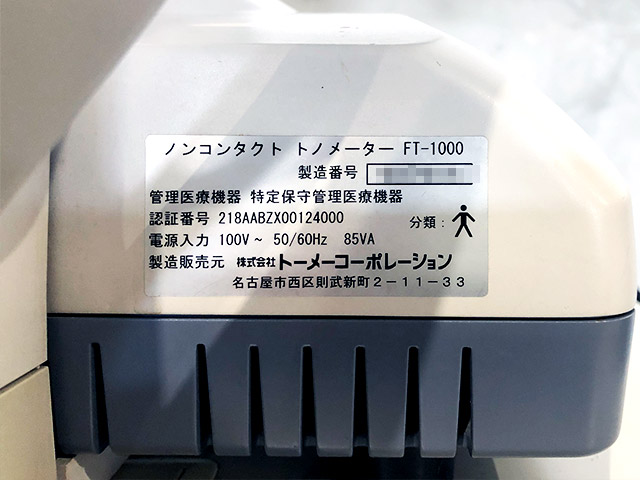 ノンコンタクト トノメーター FT-1000
製造番号
管理医療機器 特定保守管理医療機器
認証番号 218AABZX00124000
分類：
電源入力 100V～ 50/60Hz 85VA
製造販売元 株式会社トーメーコーポレーション
名古屋市西区則武新町2－11－33